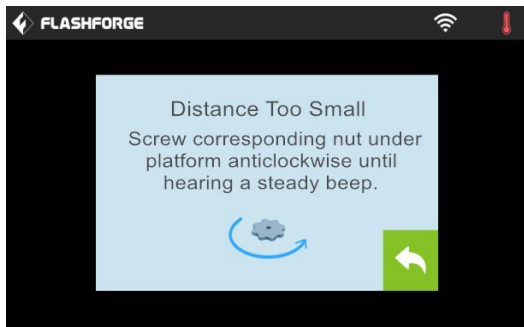 FLASHFORGE
Distance Too Small
Screw corresponding nut under
platform anticlockwise until
hearing a steady beep.